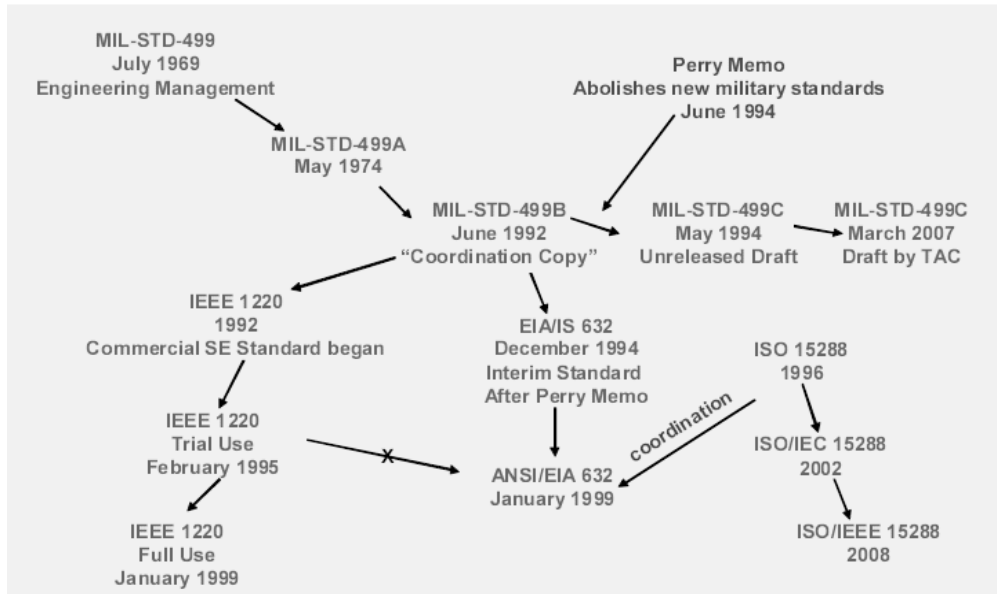 MIL-STD-499
July 1969
Engineering Management
Perry Memo
Abolishes new military standards
June 1994
MIL-STD-499A
May 1974
MIL-STD-499B
June 1992
“Coordination Copy”
MIL-STD-499C
May 1994
Unreleased Draft
MIL-STD-499C
March 2007
Draft by TAC
IEEE 1220
1992
Commercial SE Standard began
EIA/IS 632
December 1994
Interim Standard
After Perry Memo
ISO 15288
1996
coordination
IEEE 1220
Trial Use
February 1995
X
ISO/IEC 15288
2002
ANSI/EIA 632
January 1999
IEEE 1220
Full Use
January 1999
ISO/IEEE 15288
2008